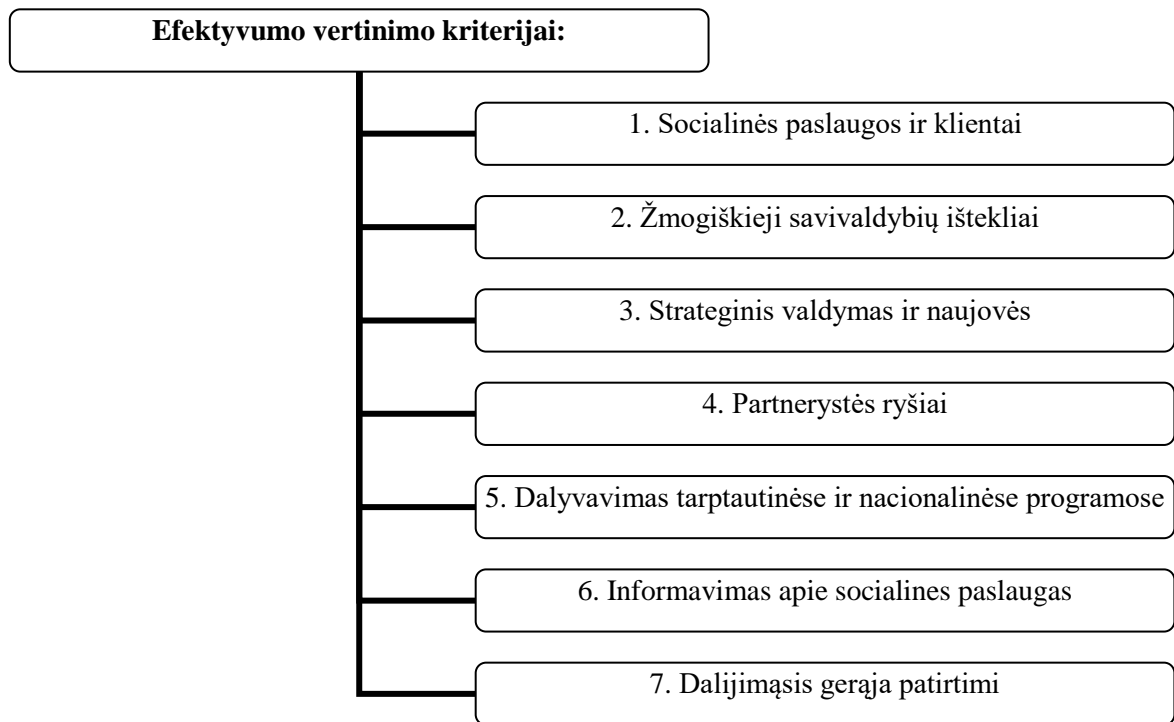 Efektyvumo vertinimo kriterijai:
1. Socialinės paslaugos ir klientai
2. Žmogiškieji savivaldybių ištekliai
3. Strateginis valdymas ir naujovės
4. Partnerystės ryšiai
5. Dalyvavimas tarptautinėse ir nacionalinėse programose
6. Informavimas apie socialines paslaugas
7. Dalijimąsis gerąja patirtimi